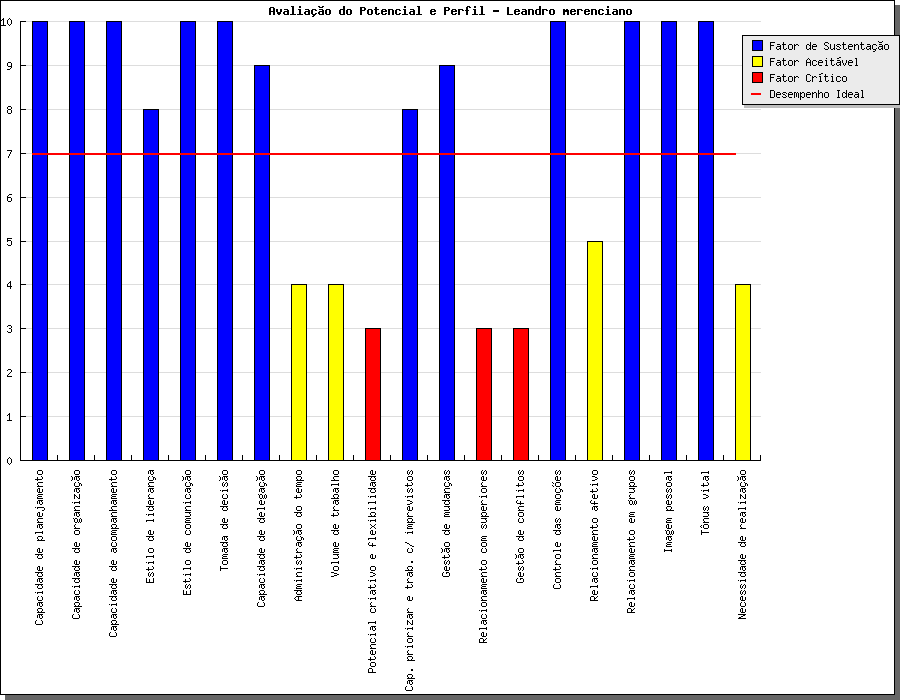 Avaliação do Potencial e Perfil - Leandro merenciano
Fator de Sustentação
Fator Aceitável
Fator Crítico
Desempenho Ideal
10
9
8
7
6
5
4
3
2
1
0
Capacidade de planejamento
Capacidade de organização
Capacidade de acompanhamento
Estilo de liderança
Estilo de comunicação
Tomada de decisão
Capacidade de delegação
Administração do tempo
Volume de trabalho
Potencial criativo e flexibilidade
Cap. priorizar e trab. c/ imprevistos
Gestão de mudanças
Relacionamento com superiores
Gestão de conflitos
Controle das emoções
Relacionamento afetivo
Relacionamento em grupos
Imagem pessoal
Tônus vital
Necessidade de realização